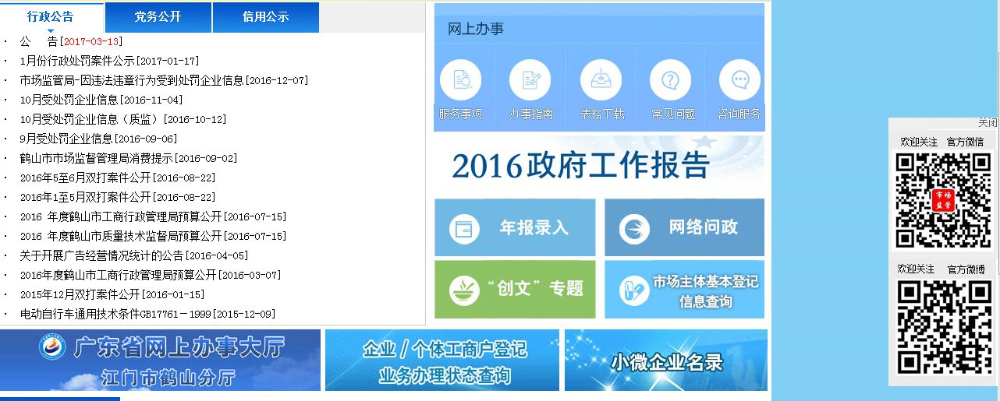 行政公告
党务公开
信用公示
· 公 告[2017-03-13]
· 1月份行政处罚案件公示[2017-01-17]
· 市场监管局-因违法违章行为受到处罚企业信息[2016-12-07]
· 10月受处罚企业信息[2016-11-04]
· 10月受处罚企业信息（质监）[2016-10-12]
· 9月受处罚企业信息[2016-09-06]
· 鹤山市市场监督管理局消费提示[2016-09-02]
· 2016年5至6月双打案件公开[2016-08-22]
· 2016年1至5月双打案件公开[2016-08-22]
· 2016 年度鹤山市工商行政管理局预算公开[2016-07-15]
· 2016 年度鹤山市质量技术监督局预算公开[2016-07-15]
· 关于开展广告经营情况统计的公告[2016-04-05]
· 2016年度鹤山市工商行政管理局预算公开[2016-03-07]
· 2015年12月双打案件公开[2016-01-15]
· 电动自行车通用技术条件GB17761－1999[2015-12-09]
网上办事
服务事项
办事指南
表格下载
常见问题
咨询服务
2016政府工作报告
年报录入
网络问政
“创文”专题
市场主体基本登记
信息查询
广东省网上办事大厅
江门市鹤山分厅
企业/个体工商户登记
业务办理状态查询
小微企业名录
关闭
欢迎关注 官方微信
市场
监管
欢迎关注 官方微博